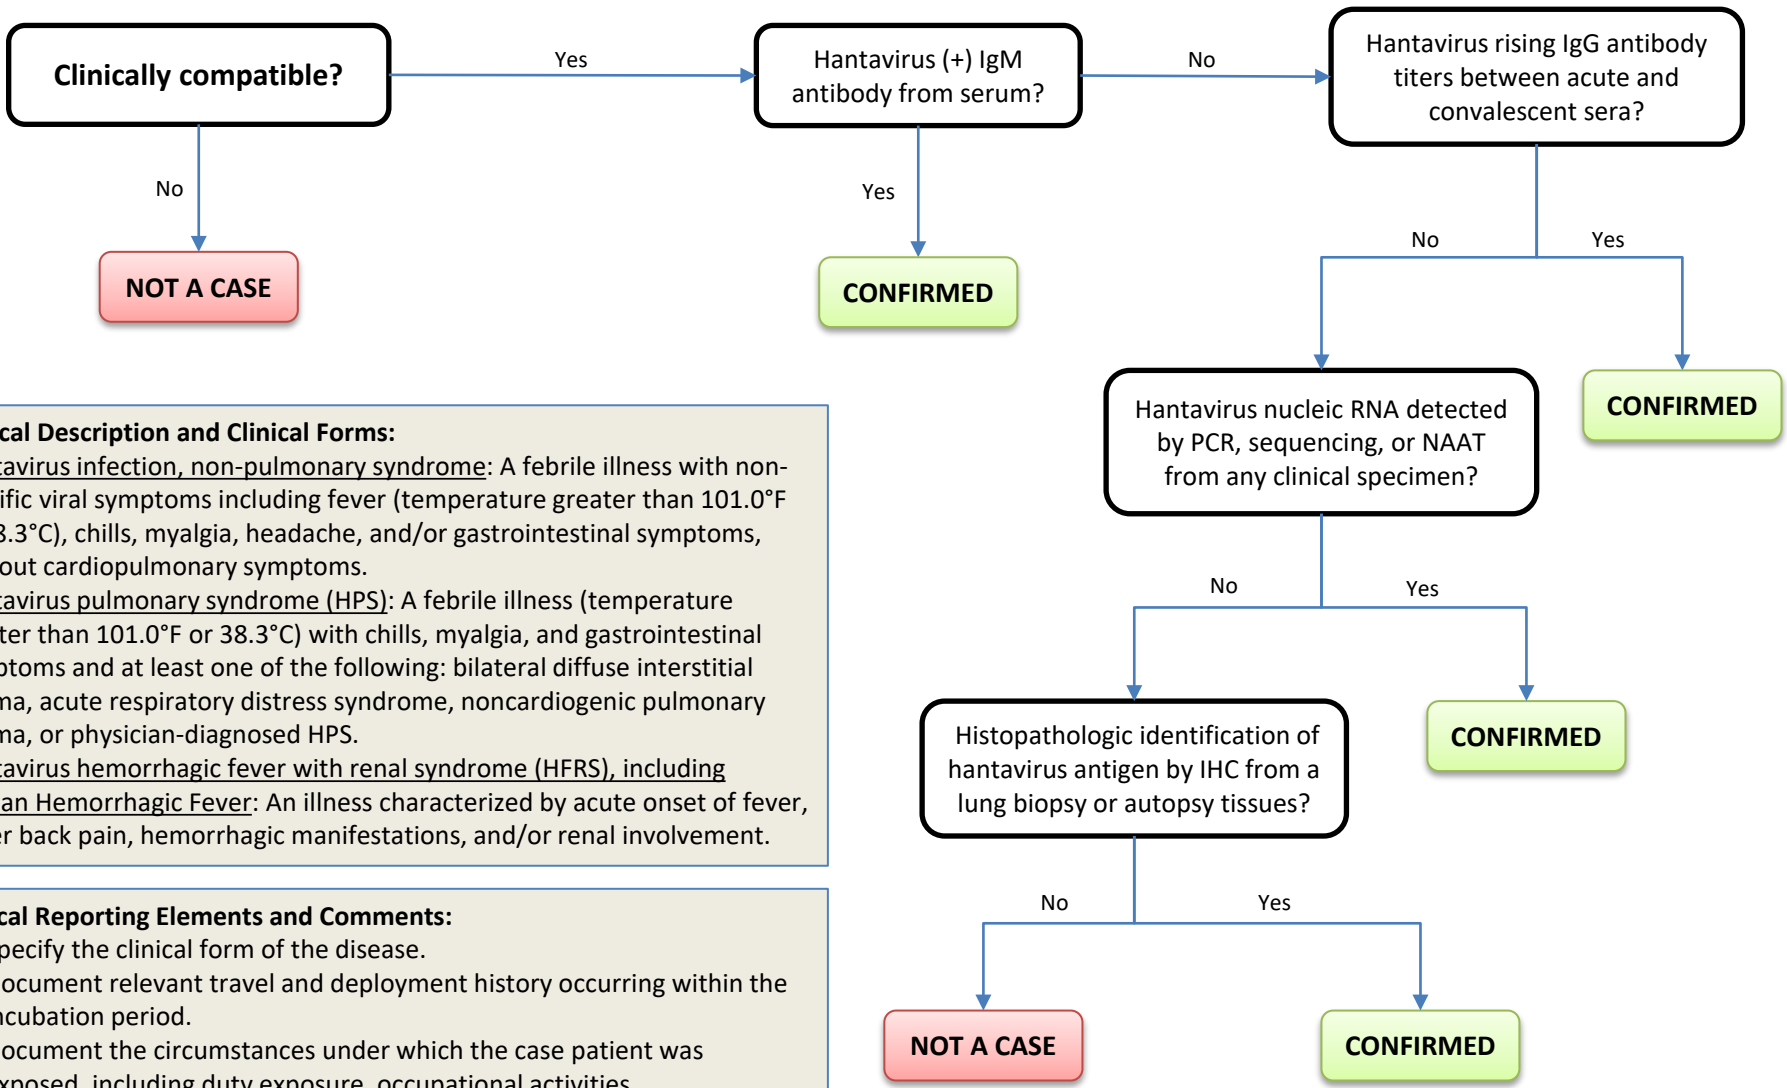 Clinically compatible?
Yes
Hantavirus (+) IgM
antibody from serum?
No
Hantavirus rising IgG antibody
titers between acute and
convalescent sera?
No
NOT A CASE
Yes
CONFIRMED
No
Yes
CONFIRMED
Hantavirus nucleic RNA detected
by PCR, sequencing, or NAAT
from any clinical specimen?
No
Yes
CONFIRMED
Histopathologic identification of
hantavirus antigen by IHC from a
lung biopsy or autopsy tissues?
No
Yes
NOT A CASE
CONFIRMED
cal Description and Clinical Forms:
tavirus infection, non-pulmonary syndrome: A febrile illness with non-
ific viral symptoms including fever (temperature greater than 101.0°F
8.3°C), chills, myalgia, headache, and/or gastrointestinal symptoms,
out cardiopulmonary symptoms.
tavirus pulmonary syndrome (HPS): A febrile illness (temperature
ter than 101.0°F or 38.3°C) with chills, myalgia, and gastrointestinal
ptoms and at least one of the following: bilateral diffuse interstitial
ma, acute respiratory distress syndrome, noncardiogenic pulmonary
ma, or physician-diagnosed HPS.
tavirus hemorrhagic fever with renal syndrome (HFRS), including
an Hemorrhagic Fever: An illness characterized by acute onset of fever,
er back pain, hemorrhagic manifestations, and/or renal involvement.
cal Reporting Elements and Comments:
pecify the clinical form of the disease.
ocument relevant travel and deployment history occurring within the
ncubation period.
ocument the circumstances under which the case patient was
xposed, including duty exposure, occupational activities,